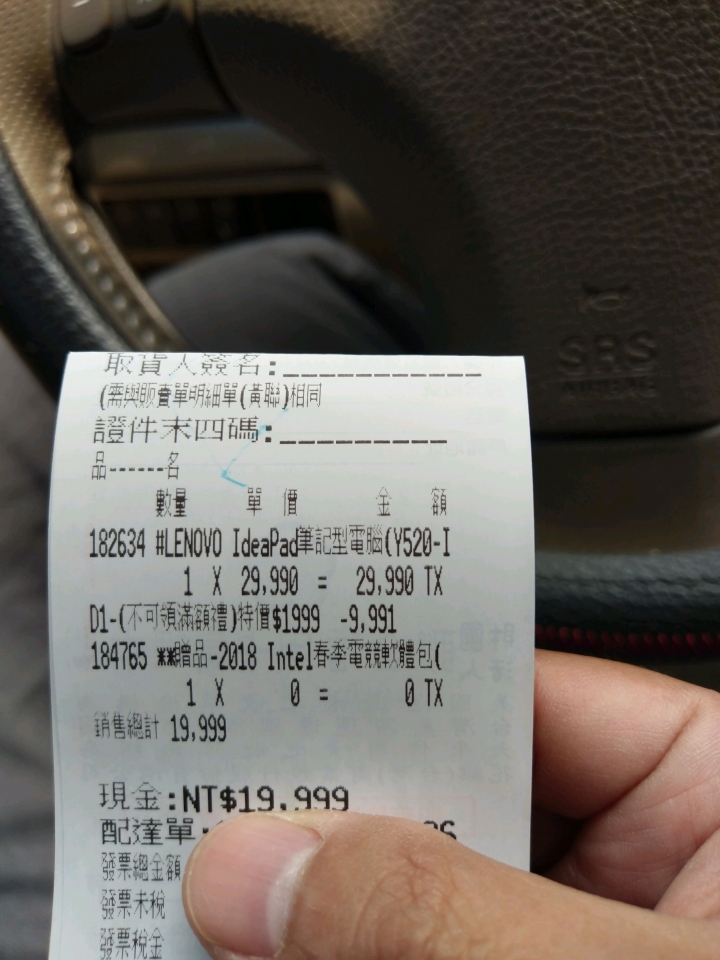 SRS
取貨人簽名:____________
(需與販賣單明細單(黃聯)相同
證件末四碼:__________
品------名
數量 單 價 金 額
182634 #LENOVO IdeaPad筆記型電腦(Y520-I
1 X 29,990 = 29,990 TX
D1-(不可領滿額禮)特價$1999 -9,991
184765 **贈品-2018 Intel春季電競軟體包(
1 X 0 = 0 TX
銷售總計 19,999
現金:NT$19,999
配達單:
發票總金額
發票未稅
發票稅金